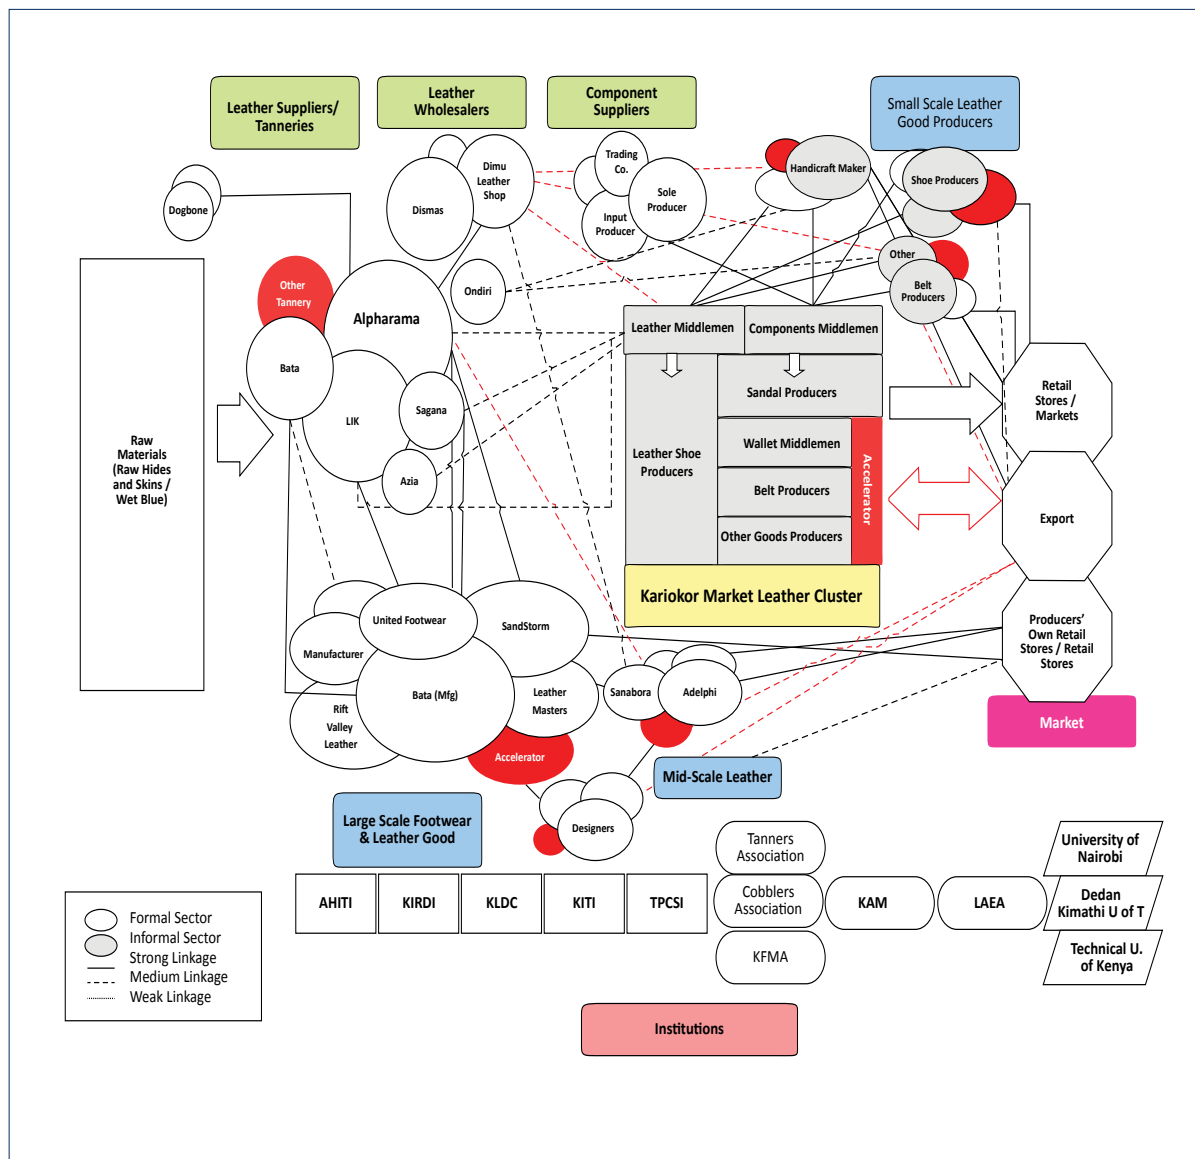 Leather Suppliers/
Tanneries
Leather
Wholesalers
Component
Suppliers
Small Scale Leather
Good Producers
Dogbone
Dismas
Dimu
Leather
Shop
Trading
Co.
Input
Producer
Sole
Producer
Handicraft Maker
Shoe Producers
Other
Belt
Producers
Other
Tannery
Alpharama
Ondiri
Bata
LIK
Sagana
Azia
Raw
Materials
(Raw Hides
and Skins /
Wet Blue)
Leather Middlemen
Components Middlemen
Sandal Producers
Leather Shoe
Producers
Wallet Middlemen
Belt Producers
Other Goods Producers
Accelerator
Kariokor Market Leather Cluster
Retail
Stores /
Markets
Export
Producers’
Own Retail
Stores / Retail
Stores
Market
United Footwear
SandStorm
Manufacturer
Bata (Mfg)
Leather
Masters
Rift
Valley
Leather
Accelerator
Sanabora
Adelphi
Designers
Mid-Scale Leather
Large Scale Footwear
& Leather Good
AHITI
KIRDI
KLDC
KITI
TPCSI
Tanners
Association
Cobblers
Association
KFMA
KAM
LAEA
University of
Nairobi
Dedan
Kimathi U of T
Technical U.
of Kenya
Formal Sector
Informal Sector
Strong Linkage
Medium Linkage
Weak Linkage
Institutions